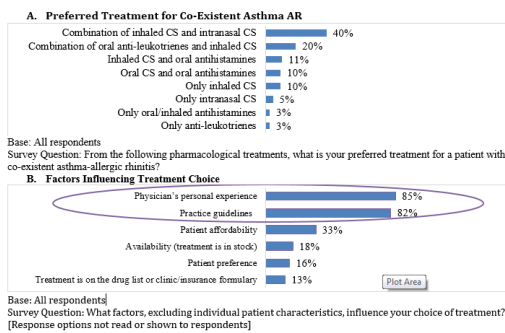 A. Preferred Treatment for Co-Existent Asthma AR
Combination of inhaled CS and intranasal CS 40%
Combination of oral anti-leukotrienes and inhaled CS 20%
Inhaled CS and oral antihistamines 11%
Oral CS and oral antihistamines 10%
Only inhaled CS 10%
Only intranasal CS 5%
Only oral/inhaled antihistamines 3%
Only anti-leukotrienes 3%
Base: All respondents
Survey Question: From the following pharmacological treatments, what is your preferred treatment for a patient with
co-existent asthma-allergic rhinitis?
B. Factors Influencing Treatment Choice
Physician's personal experience 85%
Practice guidelines 82%
Patient affordability 33%
Availability (treatment is in stock) 18%
Patient preference 16%
Treatment is on the drug list or clinic/insurance formulary 13%
Plot Area
Base: All respondents
Survey Question: What factors, excluding individual patient characteristics, influence your choice of treatment?
[Response options not read or shown to respondents]